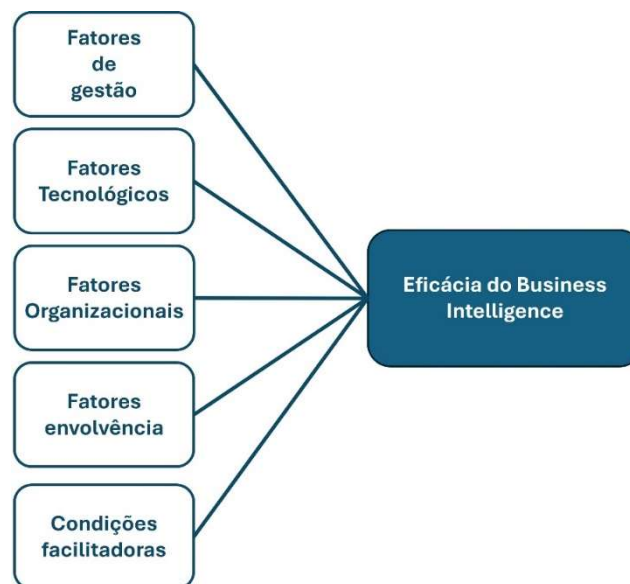 Fatores
de
gestão
Fatores
Tecnológicos
Fatores
Organizacionais
Fatores
envolvência
Condições
facilitadoras
Eficácia do Business
Intelligence